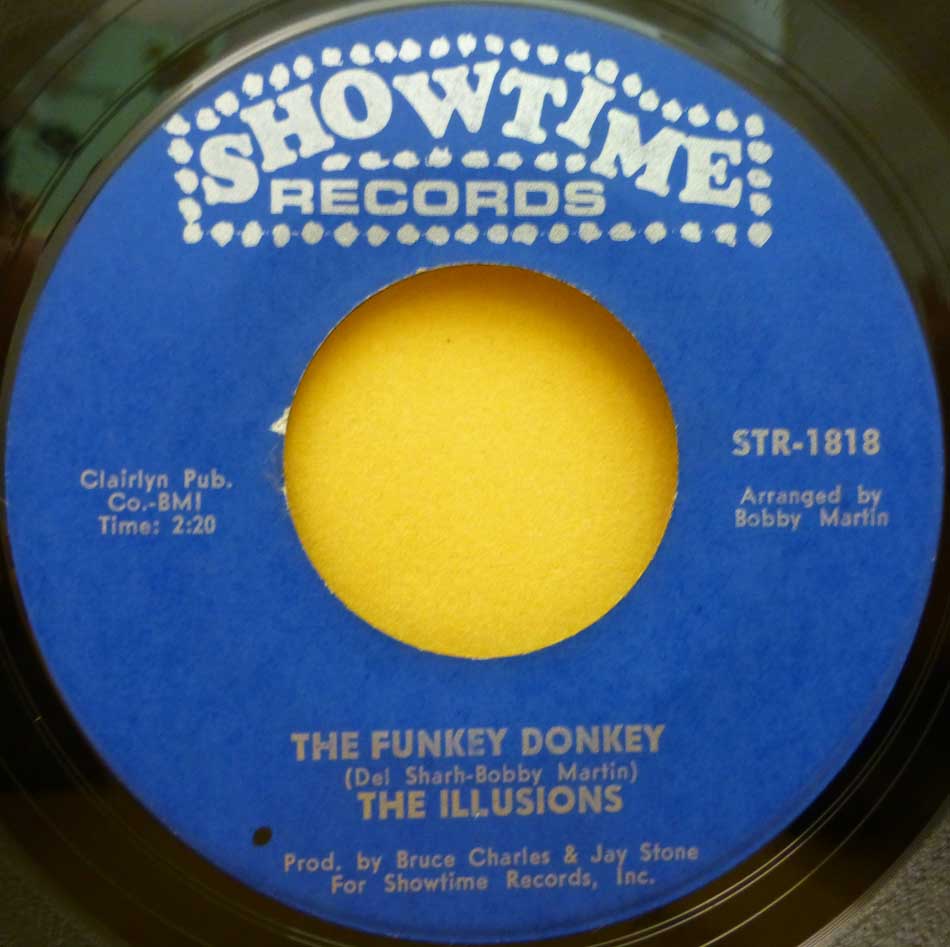 SHOWTIME
RECORDS
Clairlyn Pub.
Co.-BMI
Time: 2:20
STR-1818
Arranged by
Bobby Martin
THE FUNKEY DONKEY
(Del Sharh-Bobby Martin)
THE ILLUSIONS
Prod. by Bruce Charles & Jay Stone
For Showtime Records, Inc.